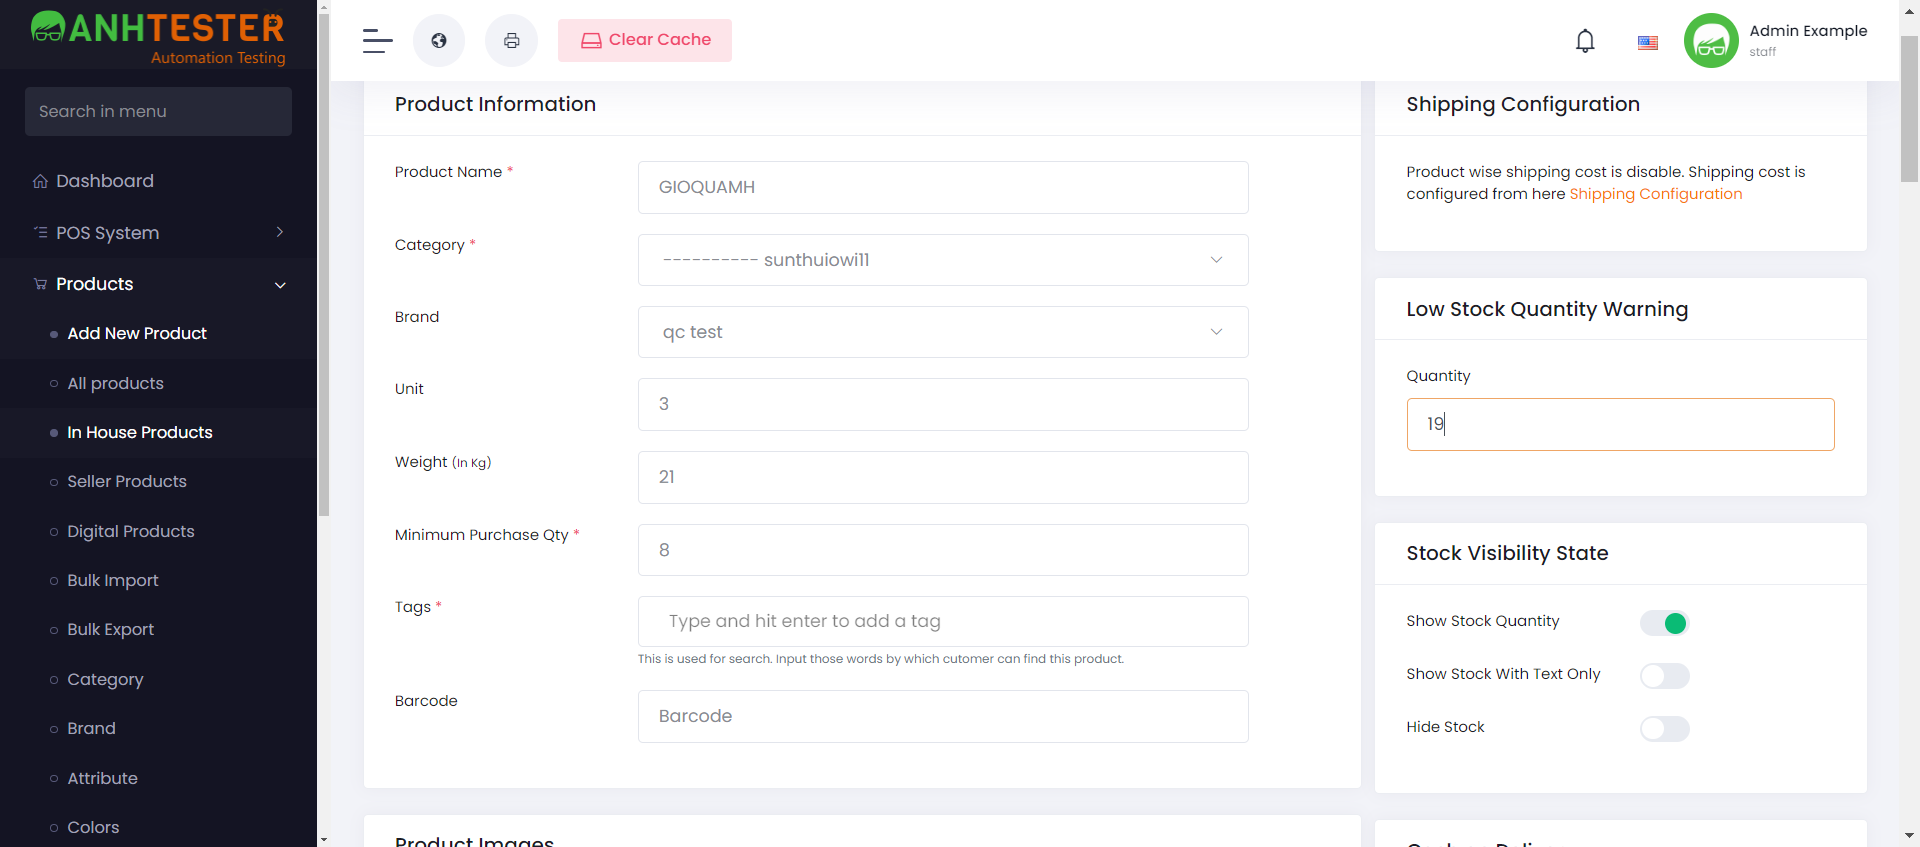 ANHTESTER
Automation Testing
Search in menu
Dashboard
POS System
Products
Add New Product
All products
In House Products
Seller Products
Digital Products
Bulk Import
Bulk Export
Category
Brand
Attribute
Colors
Clear Cache
Admin Example
staff
Product Information
Product Name *
GIOQUAMH
Category *
---------- sunthuiowi11
Brand
qc test
Unit
3
Weight (In Kg)
21
Minimum Purchase Qty *
8
Tags *
Type and hit enter to add a tag
This is used for search. Input those words by which cutomer can find this product.
Barcode
Barcode
Product Images
Shipping Configuration
Product wise shipping cost is disable. Shipping cost is
configured from here Shipping Configuration
Low Stock Quantity Warning
Quantity
19
Stock Visibility State
Show Stock Quantity
Show Stock With Text Only
Hide Stock